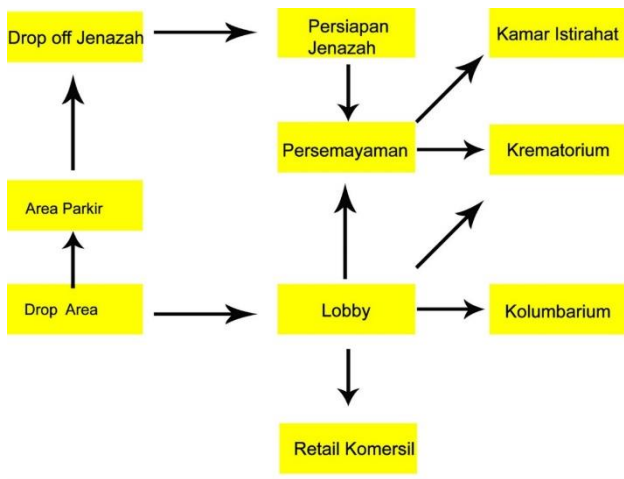 Drop off Jenazah
Persiapan
Jenazah
Kamar Istirahat
Persemayaman
Krematorium
Area Parkir
Drop Area
Lobby
Kolumbarium
Retail Komersil